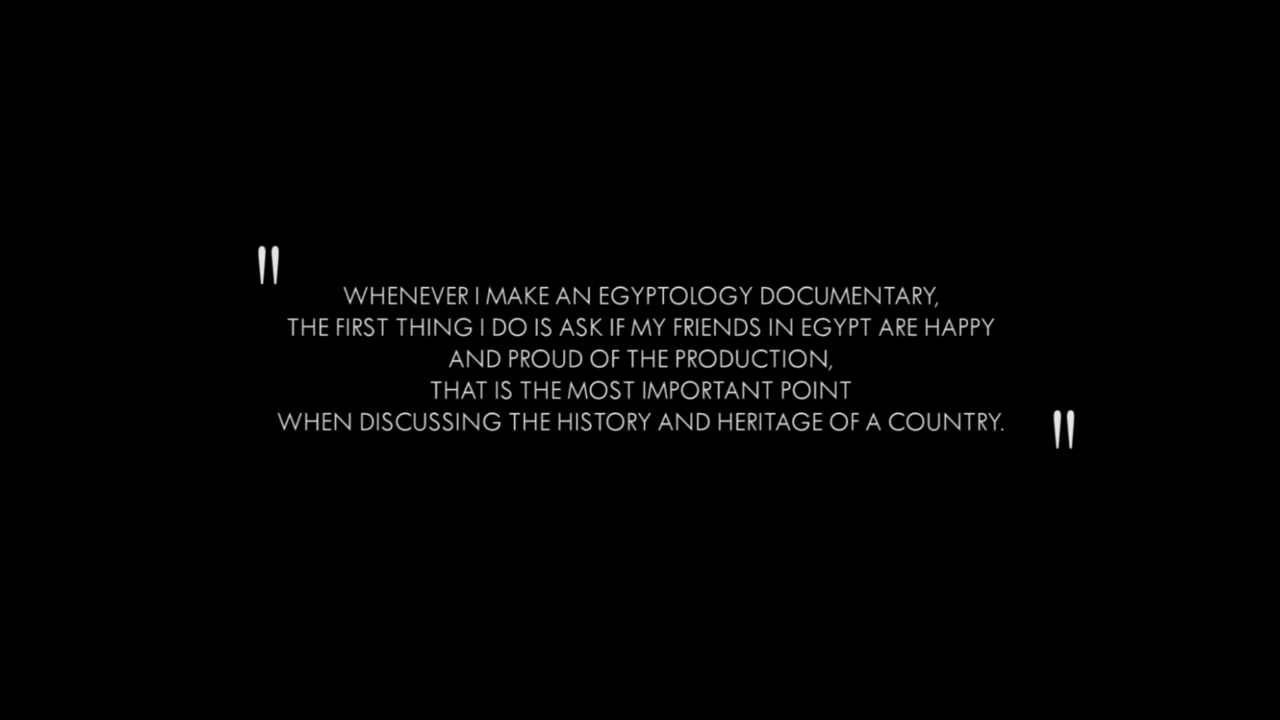 "
WHENEVER I MAKE AN EGYPTOLOGY DOCUMENTARY,
THE FIRST THING I DO IS ASK IF MY FRIENDS IN EGYPT ARE HAPPY
AND PROUD OF THE PRODUCTION,
THAT IS THE MOST IMPORTANT POINT
WHEN DISCUSSING THE HISTORY AND HERITAGE OF A COUNTRY.
"